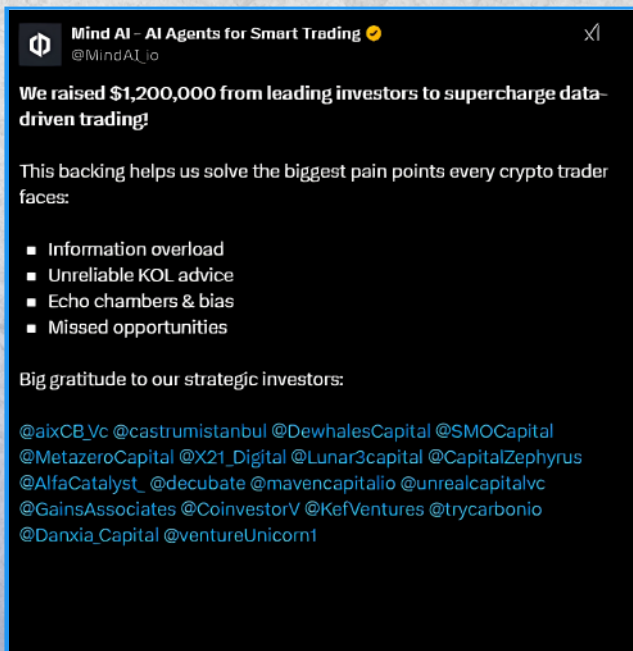 Mind AI – AI Agents for Smart Trading
@MindAI_io
We raised $1,200,000 from leading investors to supercharge data-
driven trading!
This backing helps us solve the biggest pain points every crypto trader
faces:
▪ Information overload
▪ Unreliable KOL advice
▪ Echo chambers & bias
▪ Missed opportunities
Big gratitude to our strategic investors:
@aixCB_Vc @castrumistanbul @DewhalesCapital @SMOCapital
@MetazeroCapital @X21_Digital @Lunar3capital @CapitalZephyrus
@AlfaCatalyst_ @decubate @mavencapitalio @unrealcapitalvc
@GainsAssociates @CoinvestorV @KefVentures @trycarbonio
@Danxia_Capital @ventureUnicorn1